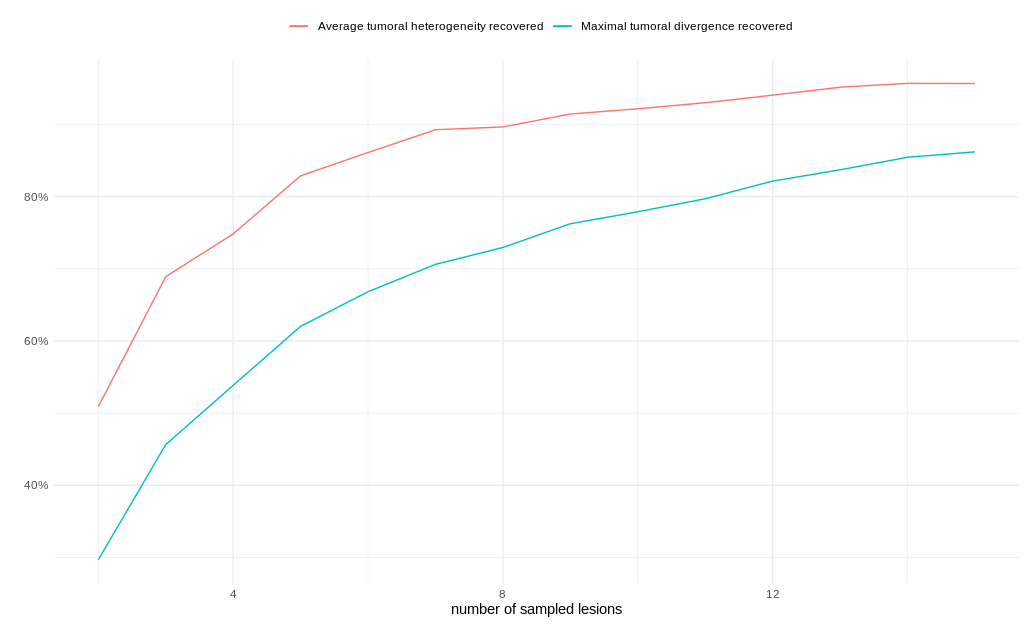 Average tumoral heterogeneity recovered Maximal tumoral divergence recovered
80%
60%
40%
4 8 12
number of sampled lesions